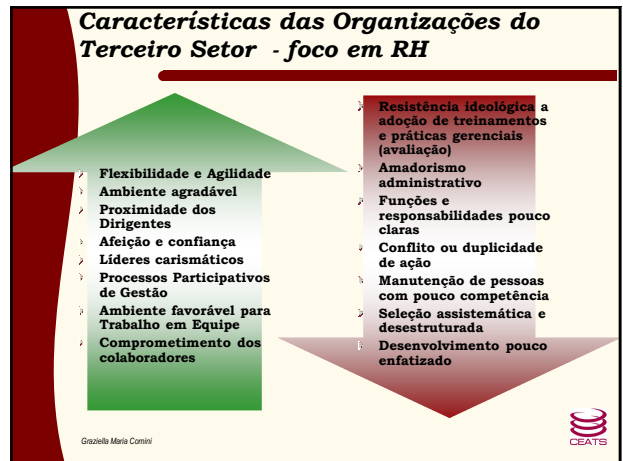 Características das Organizações do
Terceiro Setor - foco em RH
Flexibilidade e Agilidade
Ambiente agradável
Proximidade dos
Dirigentes
Afeição e confiança
Líderes carismáticos
Processos Participativos
de Gestão
Ambiente favorável para
Trabalho em Equipe
Comprometimento dos
colaboradores
Resistência ideológica a
adoção de treinamentos
e práticas gerenciais
(avaliação)
Amadorismo
administrativo
Funções e
responsabilidades pouco
claras
Conflito ou duplicidade
de ação
Manutenção de pessoas
com pouco competência
Seleção assistemática e
desestruturada
Desenvolvimento pouco
enfatizado
Graziella Maria Comini
CEATS